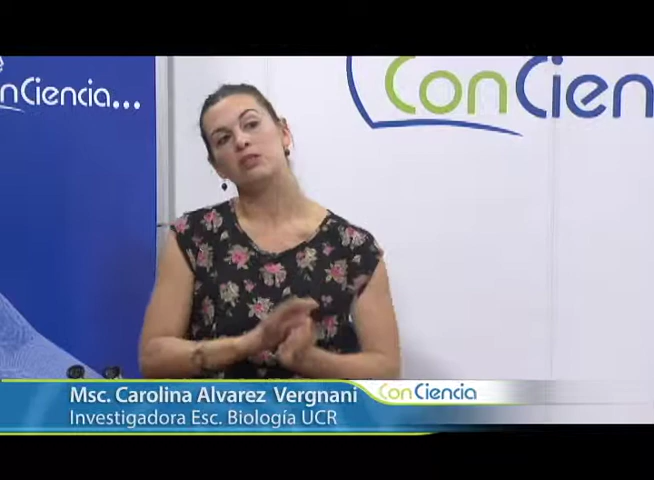 onCiencia...
ConCien
Msc. Carolina Alvarez Vergnani
Investigadora Esc. Biología UCR
ConCiencia